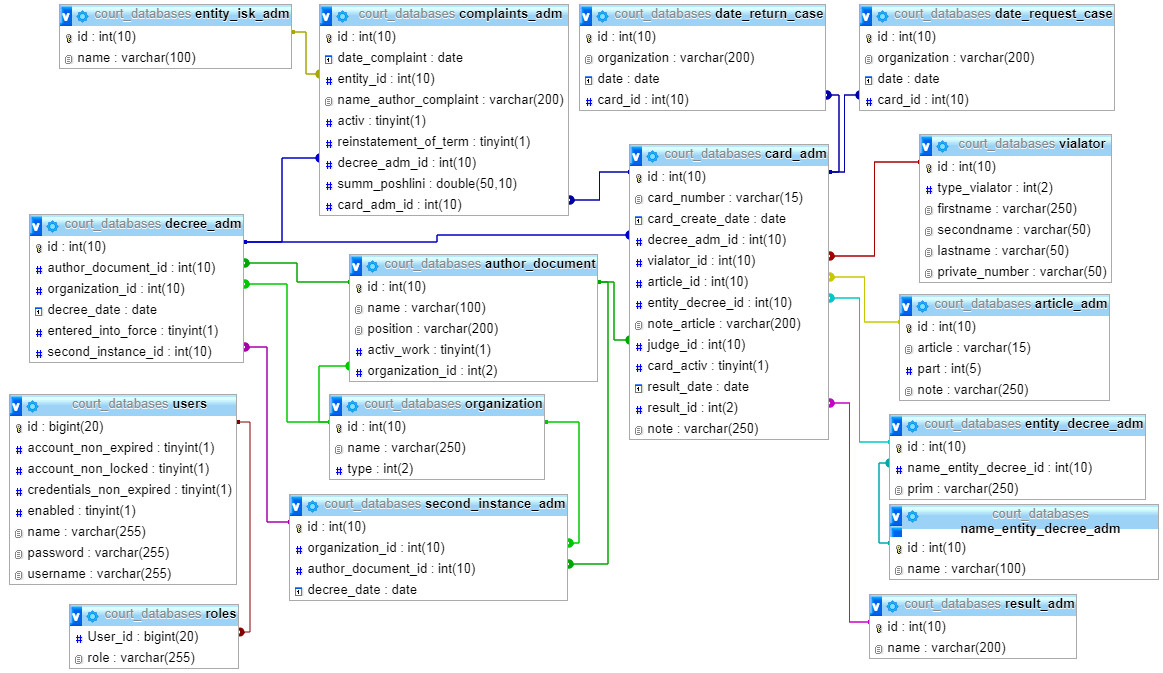 court_databases entity_isk_adm
id : int(10)
name : varchar(100)
court_databases complaints_adm
id : int(10)
date_complaint : date
entity_id : int(10)
name_author_complaint : varchar(200)
activ : tinyint(1)
reinstatement_of_term : tinyint(1)
decree_adm_id : int(10)
summ_poshlini : double(50,10)
card_adm_id : int(10)
court_databases date_return_case
id : int(10)
organization : varchar(200)
date : date
card_id : int(10)
court_databases date_request_case
id : int(10)
organization : varchar(200)
date : date
card_id : int(10)
court_databases card_adm
id : int(10)
card_number : varchar(15)
card_create_date : date
decree_adm_id : int(10)
vialator_id : int(10)
article_id : int(10)
entity_decree_id : int(10)
note_article : varchar(200)
judge_id : int(10)
card_activ : tinyint(1)
result_date : date
result_id : int(2)
note : varchar(250)
court_databases vialator
id : int(10)
type_vialator : int(2)
firstname : varchar(250)
secondname : varchar(50)
lastname : varchar(50)
private_number : varchar(50)
court_databases decree_adm
id : int(10)
author_document_id : int(10)
organization_id : int(10)
decree_date : date
entered_into_force : tinyint(1)
second_instance_id : int(10)
court_databases author_document
id : int(10)
name : varchar(100)
position : varchar(200)
activ_work : tinyint(1)
organization_id : int(2)
court_databases article_adm
id : int(10)
article : varchar(15)
part : int(5)
note : varchar(250)
court_databases users
id : bigint(20)
account_non_expired : tinyint(1)
account_non_locked : tinyint(1)
credentials_non_expired : tinyint(1)
enabled : tinyint(1)
name : varchar(255)
password : varchar(255)
username : varchar(255)
court_databases organization
id : int(10)
name : varchar(250)
type : int(2)
court_databases entity_decree_adm
id : int(10)
name_entity_decree_id : int(10)
prim : varchar(250)
court_databases second_instance_adm
id : int(10)
organization_id : int(10)
author_document_id : int(10)
decree_date : date
court_databases
name_entity_decree_adm
id : int(10)
name : varchar(100)
court_databases roles
User_id : bigint(20)
role : varchar(255)
court_databases result_adm
id : int(10)
name : varchar(200)